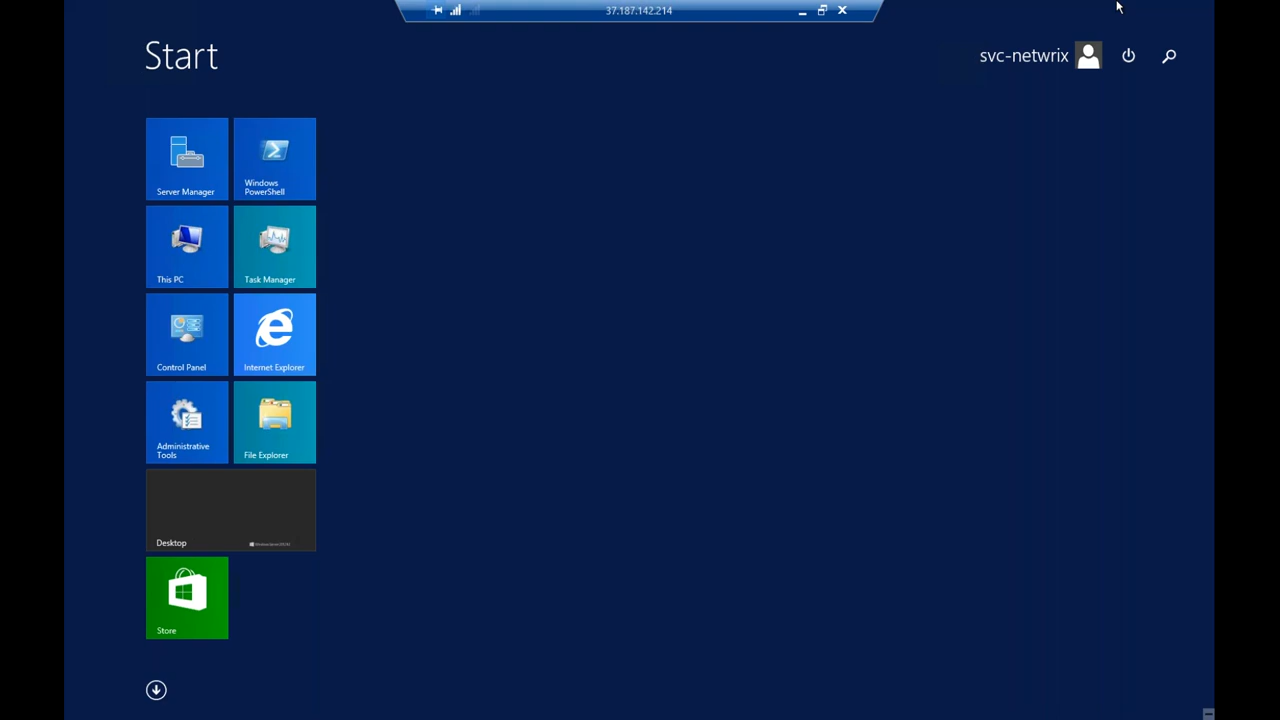 37.187.142.214
Start
svc-netwrix
Server Manager
Windows
PowerShell
This PC
Task Manager
Control Panel
Internet Explorer
Administrative
Tools
File Explorer
Desktop
Store